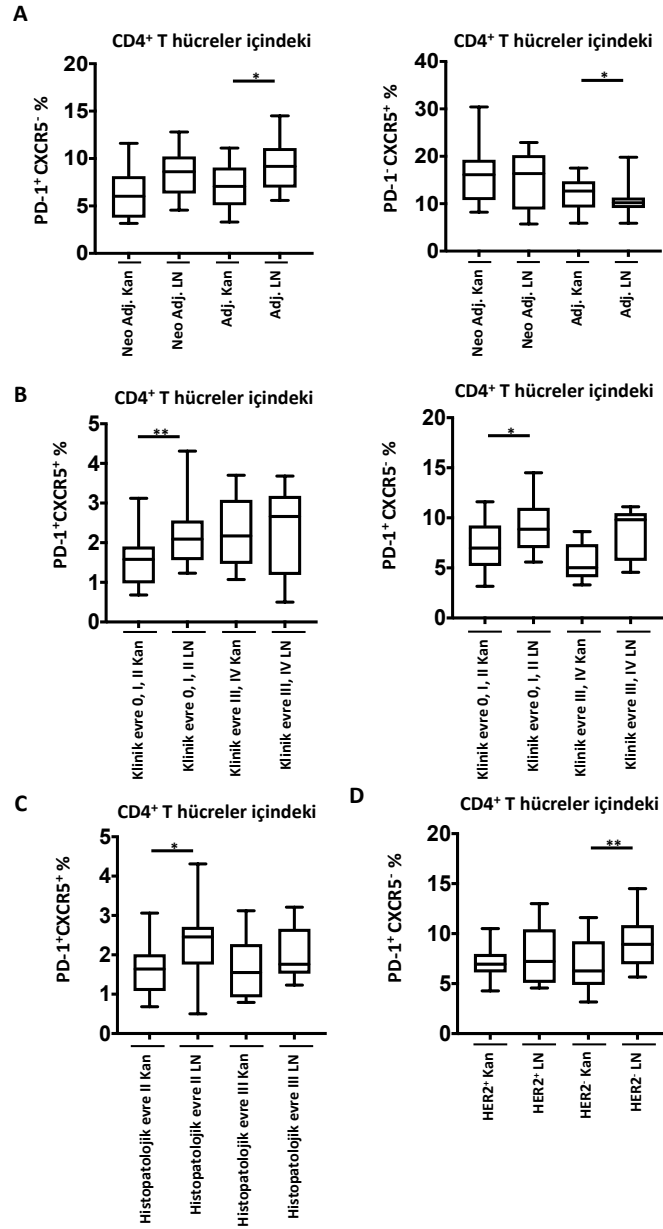 A
CD4⁺ T hücreler içindeki
PD-1⁺ CXCR5⁻ %
20
15
10
5
0
*
Neo Adj. Kan
Neo Adj. LN
Adj. Kan
Adj. LN
CD4⁺ T hücreler içindeki
PD-1⁻ CXCR5⁺ %
40
30
20
10
0
*
Neo Adj. Kan
Neo Adj. LN
Adj. Kan
Adj. LN
B
CD4⁺ T hücreler içindeki
PD-1⁺CXCR5⁺ %
5
4
3
2
1
0
**
Klinik evre 0, I, II Kan
Klinik evre 0, I, II LN
Klinik evre III, IV Kan
Klinik evre III, IV LN
CD4⁺ T hücreler içindeki
PD-1⁺ CXCR5⁻ %
20
15
10
5
0
*
Klinik evre 0, I, II Kan
Klinik evre 0, I, II LN
Klinik evre III, IV Kan
Klinik evre III, IV LN
C
CD4⁺ T hücreler içindeki
PD-1⁺CXCR5⁺ %
5
4
3
2
1
0
*
Histopatolojik evre II Kan
Histopatolojik evre II LN
Histopatolojik evre III Kan
Histopatolojik evre III LN
D
CD4⁺ T hücreler içindeki
PD-1⁺ CXCR5⁻ %
20
15
10
5
0
**
HER2⁺ Kan
HER2⁺ LN
HER2⁻ Kan
HER2⁻ LN